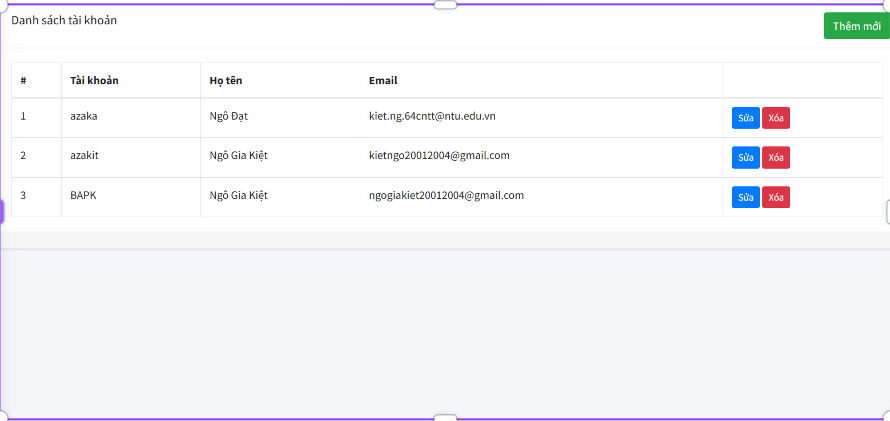 Danh sách tài khoản
Thêm mới
# Tài khoản Họ tên Email
1 azaka Ngô Đạt kiet.ng.64cntt@ntu.edu.vn Sửa Xóa
2 azakit Ngô Gia Kiệt kietngo20012004@gmail.com Sửa Xóa
3 BAPK Ngô Gia Kiệt ngogiakiet20012004@gmail.com Sửa Xóa